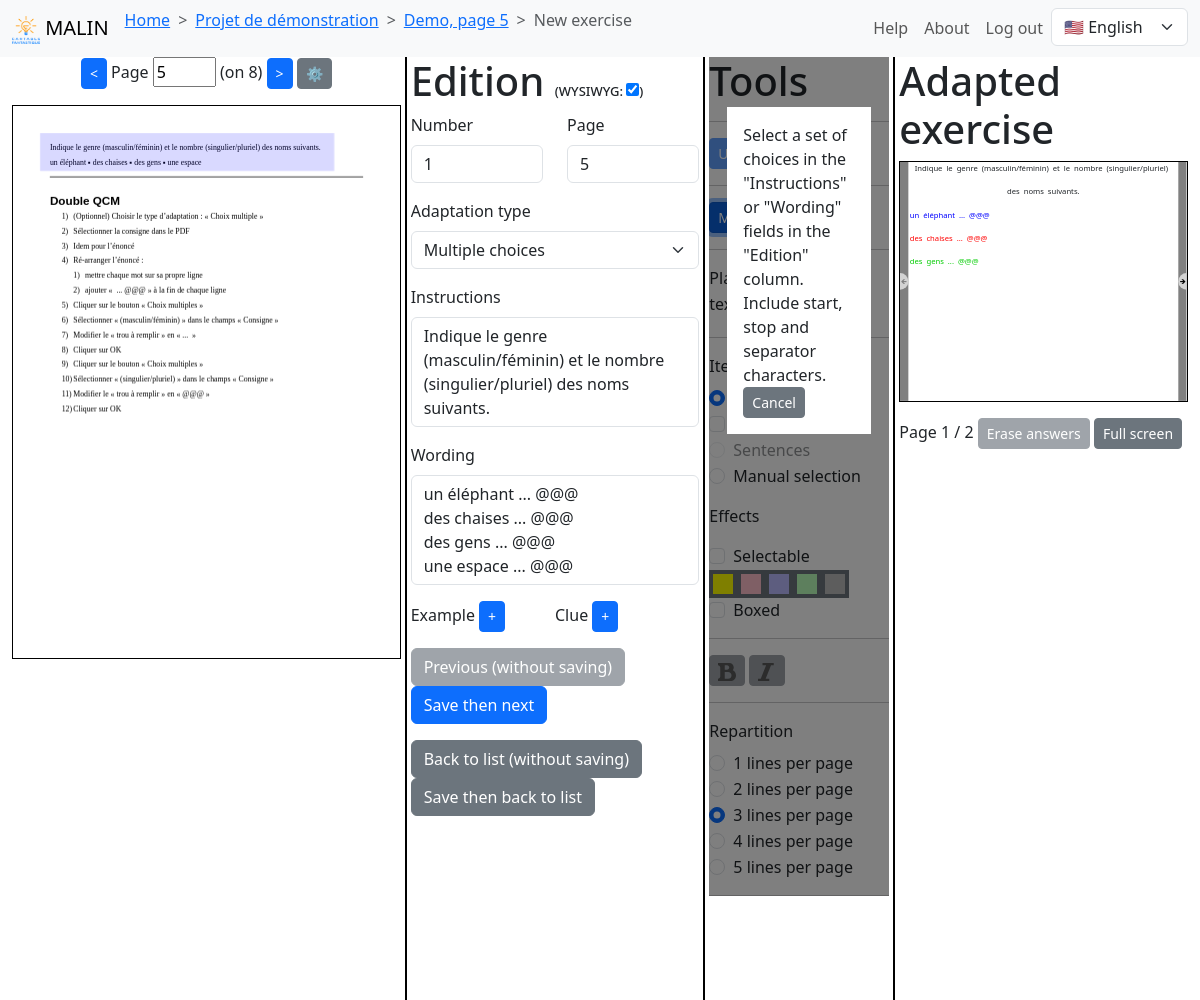 MALIN
Home > Projet de démonstration > Demo, page 5 > New exercise
Help About Log out 🇺🇸 English
< Page 5 (on 8) > ⚙️
Indique le genre (masculin/féminin) et le nombre (singulier/pluriel) des noms suivants.
un éléphant • des chaises • des gens • une espace
Double QCM
1) (Optionnel) Choisir le type d’adaptation : « Choix multiple »
2) Sélectionner la consigne dans le PDF
3) Idem pour l’énoncé
4) Ré-arranger l’énoncé :
1) mettre chaque mot sur sa propre ligne
2) ajouter « ... @@@ » à la fin de chaque ligne
5) Cliquer sur le bouton « Choix multiples »
6) Sélectionner « (masculin/féminin) » dans le champs « Consigne »
7) Modifier le « trou à remplir » en « ... »
8) Cliquer sur OK
9) Cliquer sur le bouton « Choix multiples »
10) Sélectionner « (singulier/pluriel) » dans le champs « Consigne »
11) Modifier le « trou à remplir » en « @@@ »
12) Cliquer sur OK
Edition (WYSIWYG: )
Number Page
1 5
Adaptation type
Multiple choices
Instructions
Indique le genre
(masculin/féminin) et le nombre
(singulier/pluriel) des noms
suivants.
Wording
un éléphant ... @@@
des chaises ... @@@
des gens ... @@@
une espace ... @@@
Example + Clue +
Previous (without saving)
Save then next
Back to list (without saving)
Save then back to list
Tools
Select a set of
choices in the
"Instructions"
or "Wording"
fields in the
"Edition"
column.
Include start,
stop and
separator
characters.
Cancel
Sentences
Manual selection
Effects
Selectable
Boxed
B I
Repartition
1 lines per page
2 lines per page
3 lines per page
4 lines per page
5 lines per page
Adapted
exercise
Indique le genre (masculin/féminin) et le nombre (singulier/pluriel)
des noms suivants.
un éléphant ... @@@
des chaises ... @@@
des gens ... @@@
Page 1 / 2 Erase answers Full screen